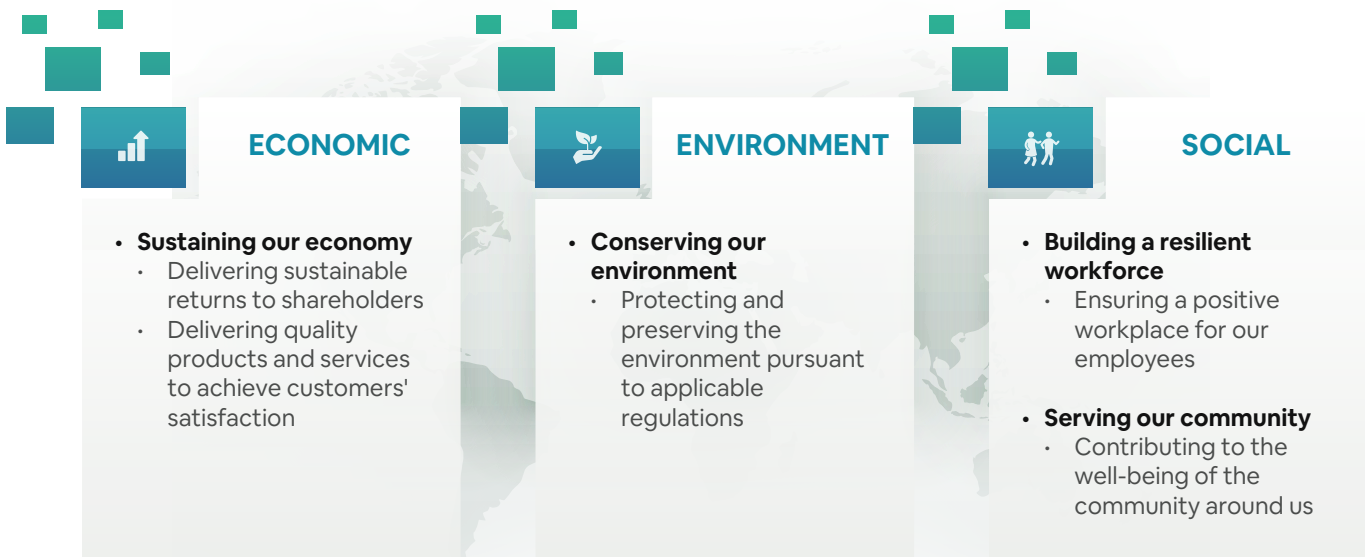 ECONOMIC
• Sustaining our economy
• Delivering sustainable
returns to shareholders
• Delivering quality
products and services
to achieve customers'
satisfaction
ENVIRONMENT
• Conserving our
environment
• Protecting and
preserving the
environment pursuant
to applicable
regulations
SOCIAL
• Building a resilient
workforce
• Ensuring a positive
workplace for our
employees
• Serving our community
• Contributing to the
well-being of the
community around us